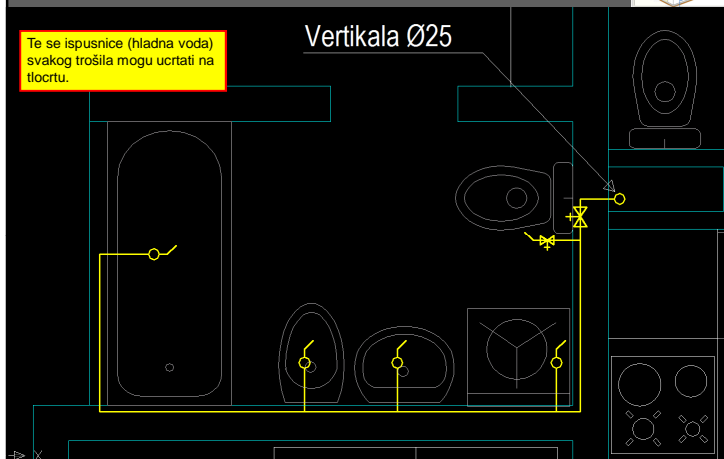 Te se ispusnice (hladna voda)
svakog trošila mogu ucrtati na
tlocrtu.
Vertikala Ø25
X